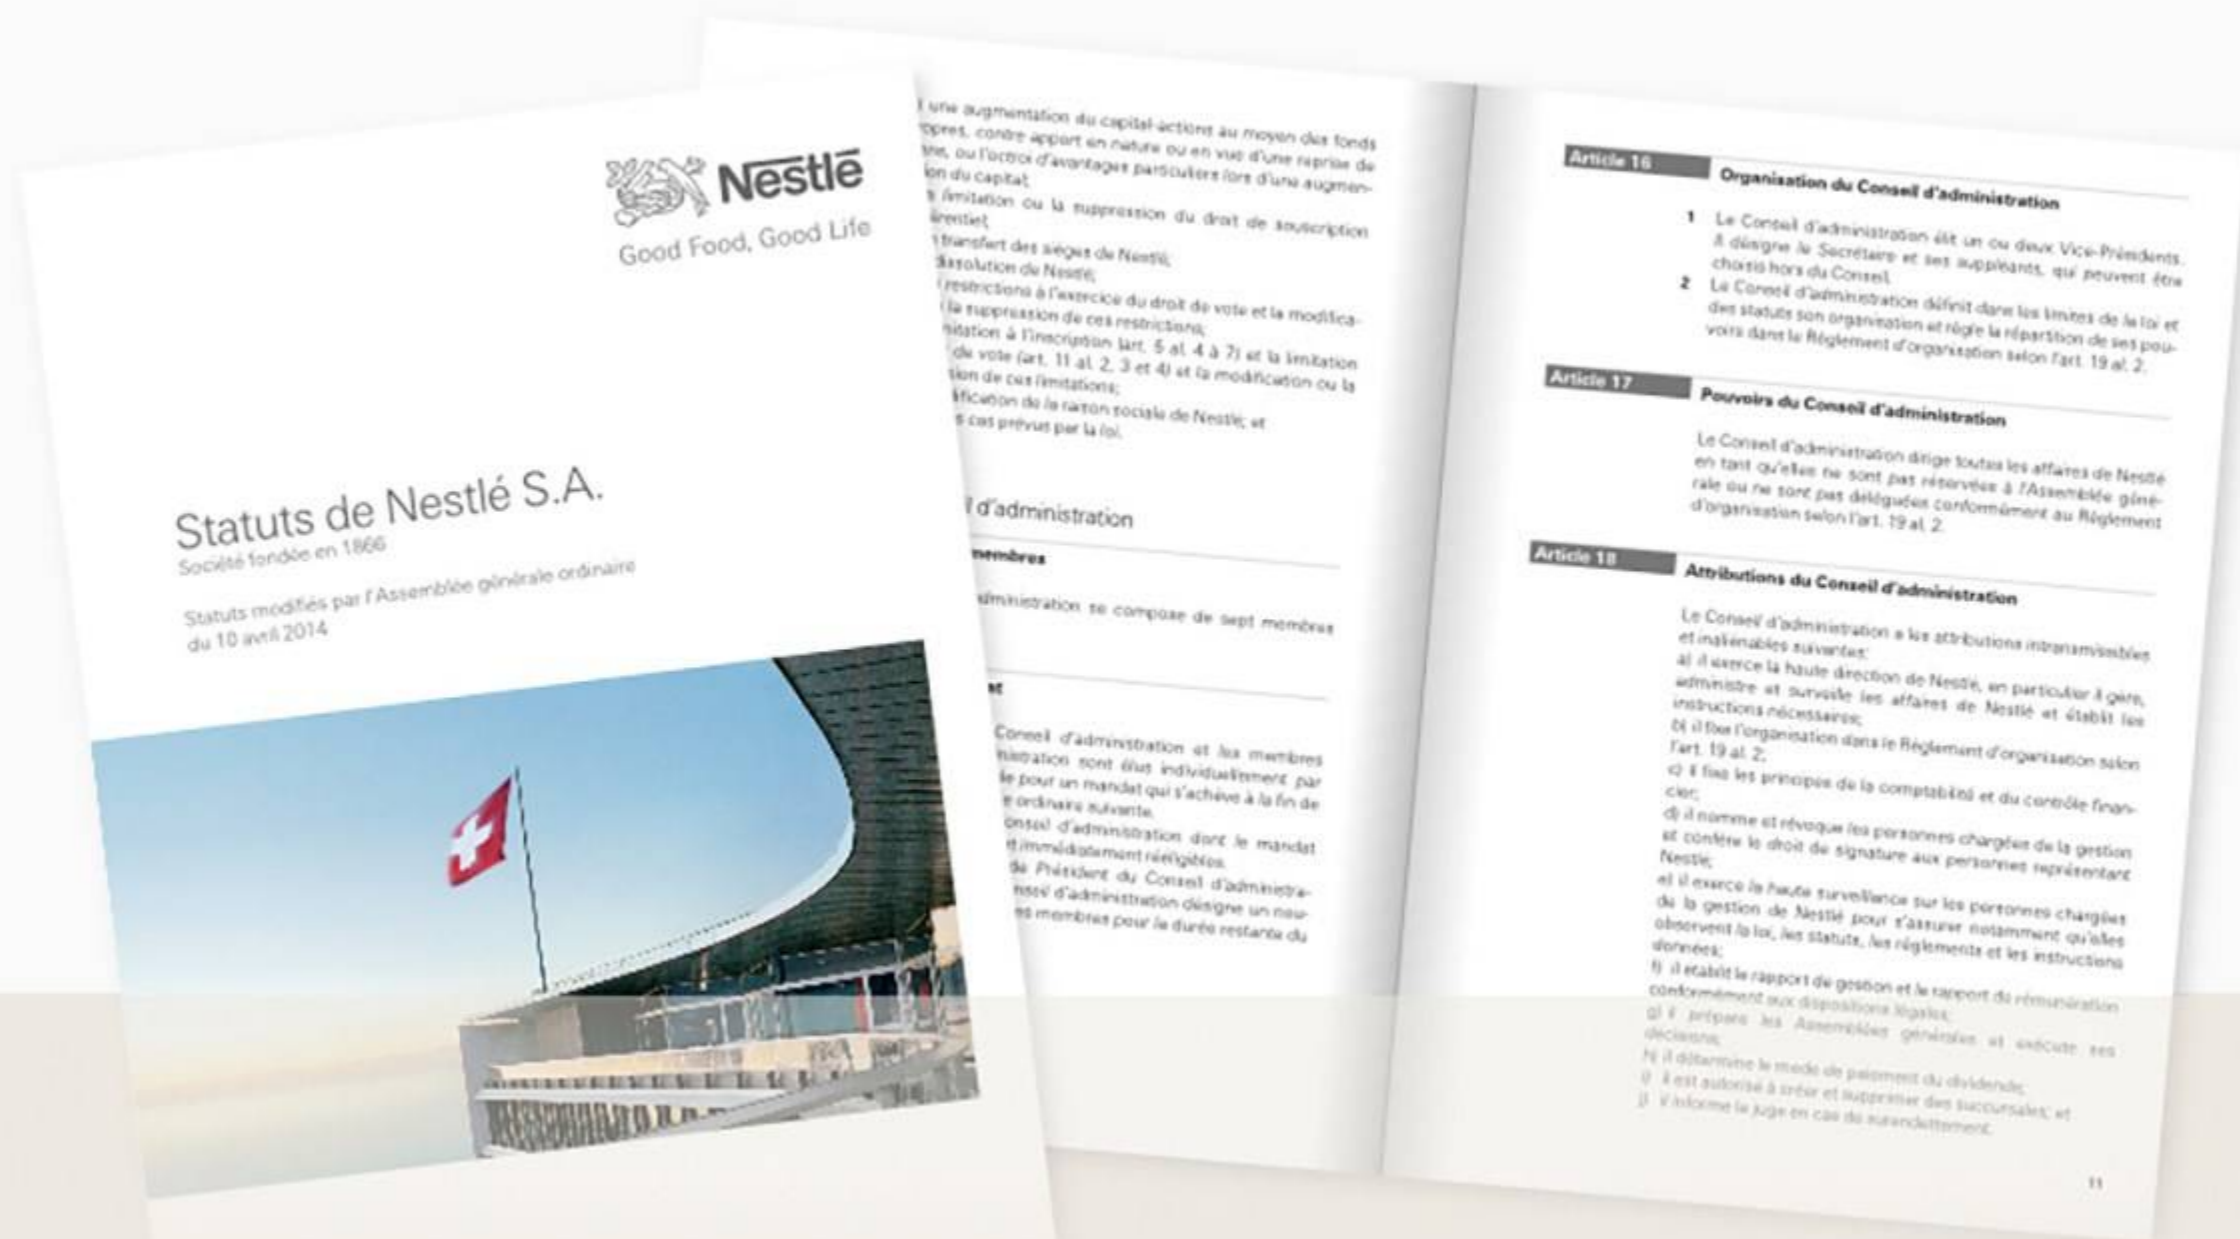 Nestlé
Good Food, Good Life
Statuts de Nestlé S.A.
Société fondée en 1866
Statuts modifiés par l'Assemblée générale ordinaire
du 10 avril 2014
une augmentation du capital-actions au moyen des fonds
opres, contre apport en nature ou en vue d'une reprise de
ou l'octroi d'avantages particuliers lors d'une augmen-
ion du capital;
limitation ou la suppression du droit de souscription
érentiel;
transfert des sièges de Nestlé;
dissolution de Nestlé;
restrictions à l'exercice du droit de vote et la modifica-
la suppression de ces restrictions;
mitation à l'inscription (art. 5 al. 4 à 7) et la limitation
de vote (art. 11 al. 2, 3 et 4) et la modification ou la
sion de ces limitations;
ification de la raison sociale de Nestlé; et
s cas prévus par la loi.
l d'administration
membres
administration se compose de sept membres
at
Conseil d'administration et les membres
nistration sont élus individuellement par
le pour un mandat qui s'achève à la fin de
e ordinaire suivante.
onseil d'administration dont le mandat
t immédiatement rééligibles.
de Président du Conseil d'administra-
nseil d'administration désigne un nou-
es membres pour la durée restante du
Article 16
Organisation du Conseil d'administration
1 Le Conseil d'administration élit un ou deux Vice-Présidents.
Il désigne le Secrétaire et ses suppléants, qui peuvent être
choisis hors du Conseil.
2 Le Conseil d'administration définit dans les limites de la loi et
des statuts son organisation et règle la répartition de ses pou-
voirs dans le Règlement d'organisation selon l'art. 19 al. 2.
Article 17
Pouvoirs du Conseil d'administration
Le Conseil d'administration dirige toutes les affaires de Nestlé
en tant qu'elles ne sont pas réservées à l'Assemblée géné-
rale ou ne sont pas déléguées conformément au Règlement
d'organisation selon l'art. 19 al. 2.
Article 18
Attributions du Conseil d'administration
Le Conseil d'administration a les attributions intransmissibles
et inaliénables suivantes:
a) il exerce la haute direction de Nestlé, en particulier il gère,
administre et surveille les affaires de Nestlé et établit les
instructions nécessaires;
b) il fixe l'organisation dans le Règlement d'organisation selon
l'art. 19 al. 2;
c) il fixe les principes de la comptabilité et du contrôle finan-
cier;
d) il nomme et révoque les personnes chargées de la gestion
et confère le droit de signature aux personnes représentant
Nestlé;
e) il exerce la haute surveillance sur les personnes chargées
de la gestion de Nestlé pour s'assurer notamment qu'elles
observent la loi, les statuts, les règlements et les instructions
données;
f) il établit le rapport de gestion et le rapport de rémunération
conformément aux dispositions légales;
g) il prépare les Assemblées générales et exécute ses
décisions;
h) il détermine le mode de paiement du dividende;
i) il est autorisé à créer et supprimer des succursales; et
j) il informe le juge en cas de surendettement.
11